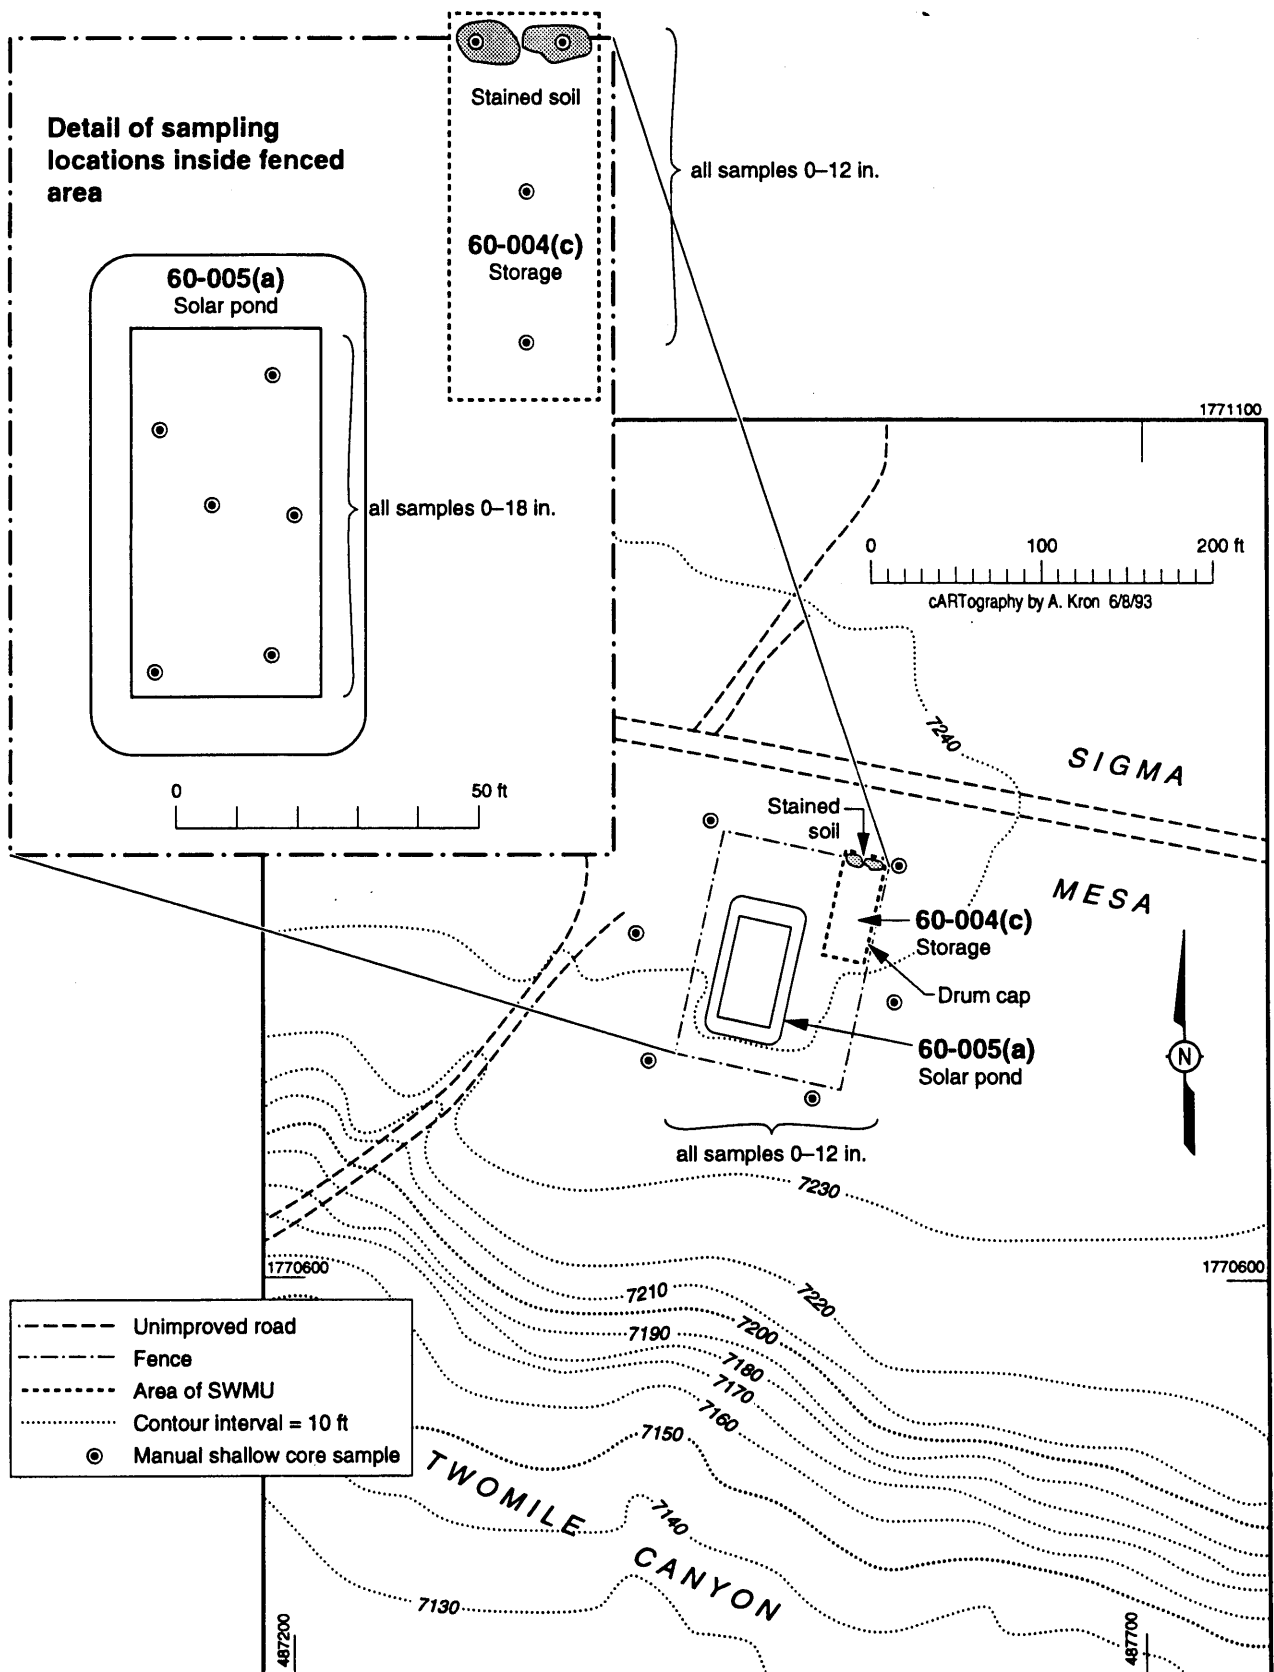 Stained soil
Detail of sampling
locations inside fenced
area
all samples 0–12 in.
60-004(c)
Storage
60-005(a)
Solar pond
all samples 0–18 in.
0 50 ft
1771100
0 100 200 ft
cARTography by A. Kron 6/8/93
7240
SIGMA
MESA
Stained
soil
60-004(c)
Storage
Drum cap
60-005(a)
Solar pond
N
all samples 0–12 in.
7230
1770600
1770600
7220
7210
7200
7190
7180
7170
7160
7150
7140
7130
Unimproved road
Fence
Area of SWMU
Contour interval = 10 ft
Manual shallow core sample
TWOMILE
CANYON
487200
487700